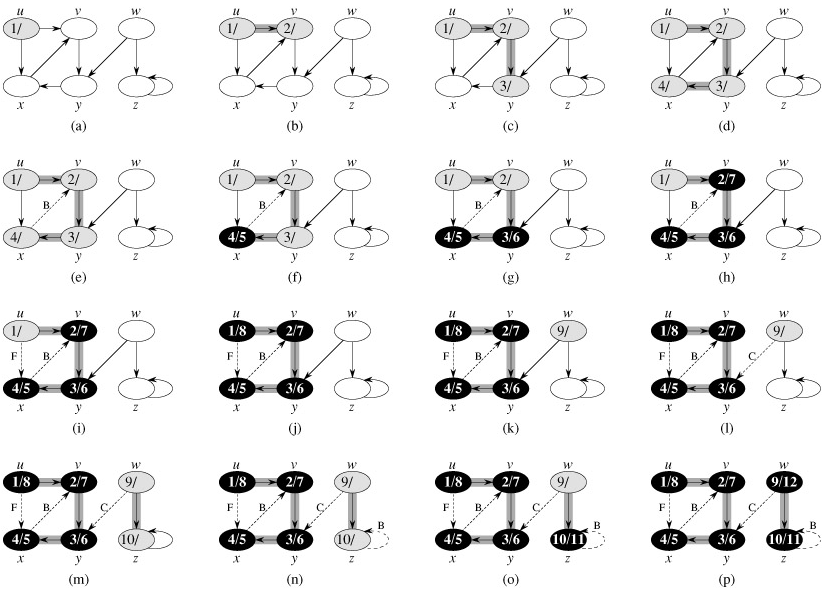 u v w u v w u v w u v w
1/ 1/ 2/ 1/ 2/ 1/ 2/
3/ 4/ 3/
x y z x y z x y z x y z
(a) (b) (c) (d)
u v w u v w u v w u v w
1/ 2/ 1/ 2/ 1/ 2/ 1/ 2/7
B B B B
4/ 3/ 4/5 3/ 4/5 3/6 4/5 3/6
x y z x y z x y z x y z
(e) (f) (g) (h)
u v w u v w u v w u v w
1/ 2/7 1/8 2/7 1/8 2/7 9/ 1/8 2/7 9/
F B F B F B F B C
4/5 3/6 4/5 3/6 4/5 3/6 4/5 3/6
x y z x y z x y z x y z
(i) (j) (k) (l)
u v w u v w u v w u v w
1/8 2/7 9/ 1/8 2/7 9/ 1/8 2/7 9/ 1/8 2/7 9/12
F B C F B C B F B C B F B C B
4/5 3/6 10/ 4/5 3/6 10/ 4/5 3/6 10/11 4/5 3/6 10/11
x y z x y z x y z x y z
(m) (n) (o) (p)